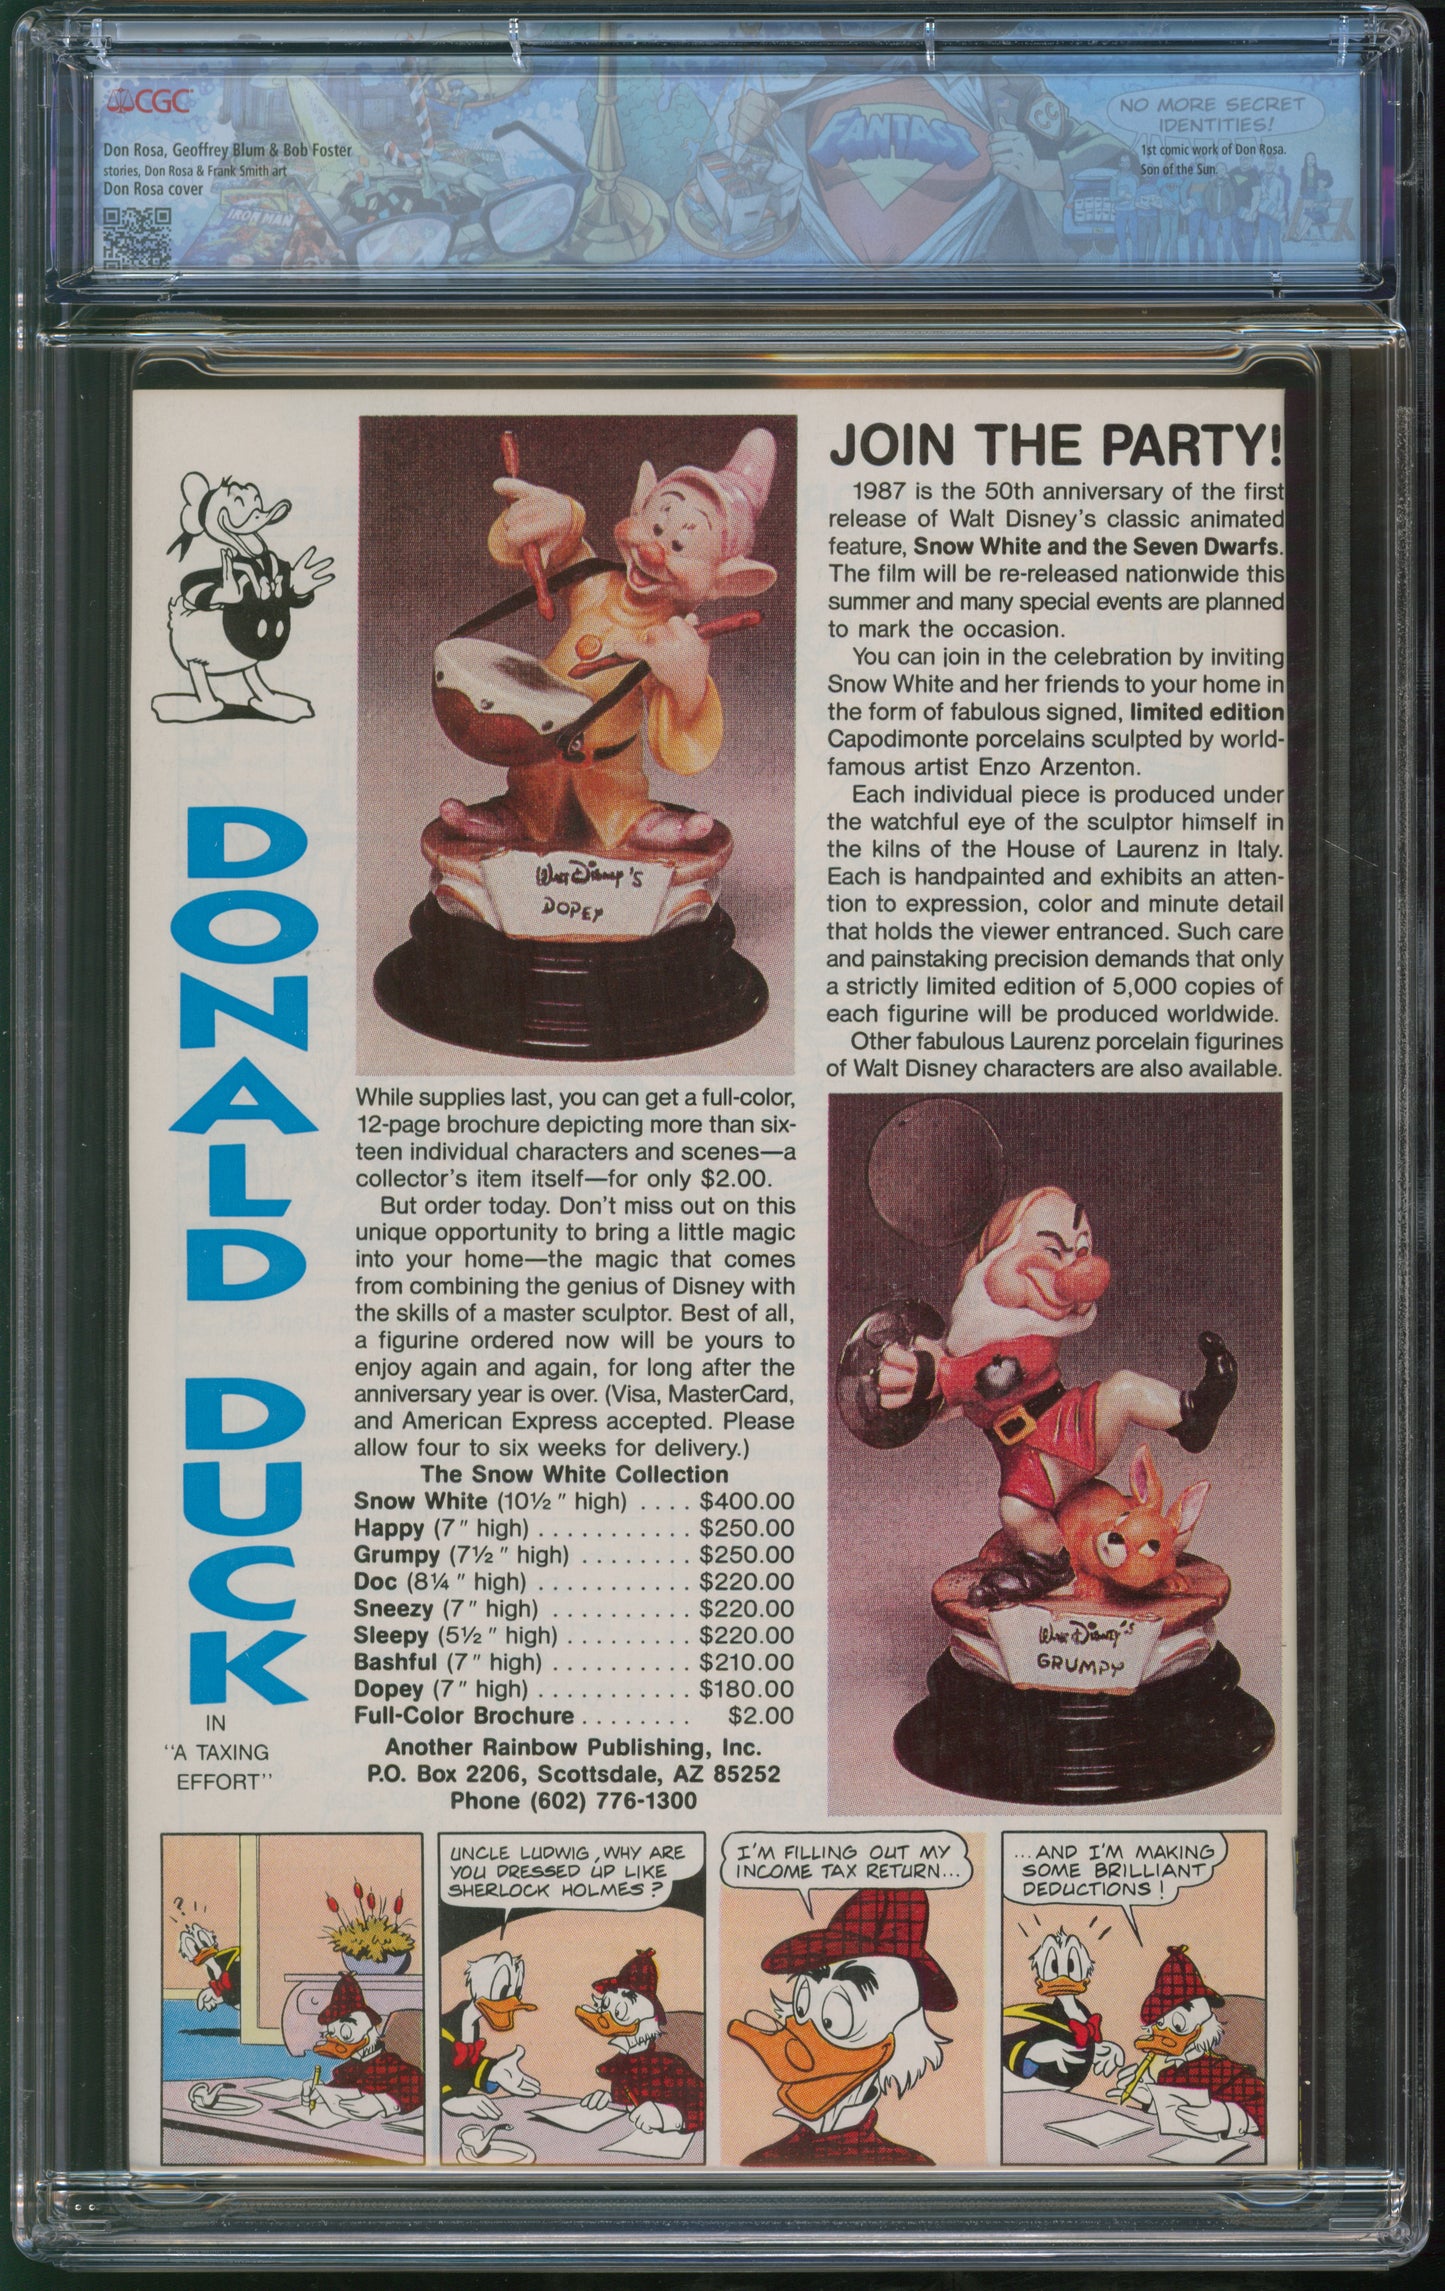 CGC
Don Rosa, Geoffrey Blum & Bob Foster
stories, Don Rosa & Frank Smith art
Don Rosa cover
IRON MAN
FANTAST
CC
NO MORE SECRET
IDENTITIES!
1st comic work of Don Rosa.
Son of the Sun.
DONALD
DUCK
IN
"A TAXING
EFFORT"
Walt Disney's
DOPEY
While supplies last, you can get a full-color,
12-page brochure depicting more than six-
teen individual characters and scenes—a
collector's item itself—for only $2.00.
But order today. Don't miss out on this
unique opportunity to bring a little magic
into your home—the magic that comes
from combining the genius of Disney with
the skills of a master sculptor. Best of all,
a figurine ordered now will be yours to
enjoy again and again, for long after the
anniversary year is over. (Visa, MasterCard,
and American Express accepted. Please
allow four to six weeks for delivery.)
The Snow White Collection
Snow White (10½" high) .... $400.00
Happy (7" high) ........... $250.00
Grumpy (7½" high) ........ $250.00
Doc (8¼" high) ........... $220.00
Sneezy (7" high) .......... $220.00
Sleepy (5½" high) ......... $220.00
Bashful (7" high) .......... $210.00
Dopey (7" high) ........... $180.00
Full-Color Brochure ........ $2.00
Another Rainbow Publishing, Inc.
P.O. Box 2206, Scottsdale, AZ 85252
Phone (602) 776-1300
JOIN THE PARTY!
1987 is the 50th anniversary of the first
release of Walt Disney's classic animated
feature, Snow White and the Seven Dwarfs.
The film will be re-released nationwide this
summer and many special events are planned
to mark the occasion.
You can join in the celebration by inviting
Snow White and her friends to your home in
the form of fabulous signed, limited edition
Capodimonte porcelains sculpted by world-
famous artist Enzo Arzenton.
Each individual piece is produced under
the watchful eye of the sculptor himself in
the kilns of the House of Laurenz in Italy.
Each is handpainted and exhibits an atten-
tion to expression, color and minute detail
that holds the viewer entranced. Such care
and painstaking precision demands that only
a strictly limited edition of 5,000 copies of
each figurine will be produced worldwide.
Other fabulous Laurenz porcelain figurines
of Walt Disney characters are also available.
Walt Disney's
GRUMPY
?
UNCLE LUDWIG, WHY ARE
YOU DRESSED UP LIKE
SHERLOCK HOLMES?
I'M FILLING OUT MY
INCOME TAX RETURN...
...AND I'M MAKING
SOME BRILLIANT
DEDUCTIONS!